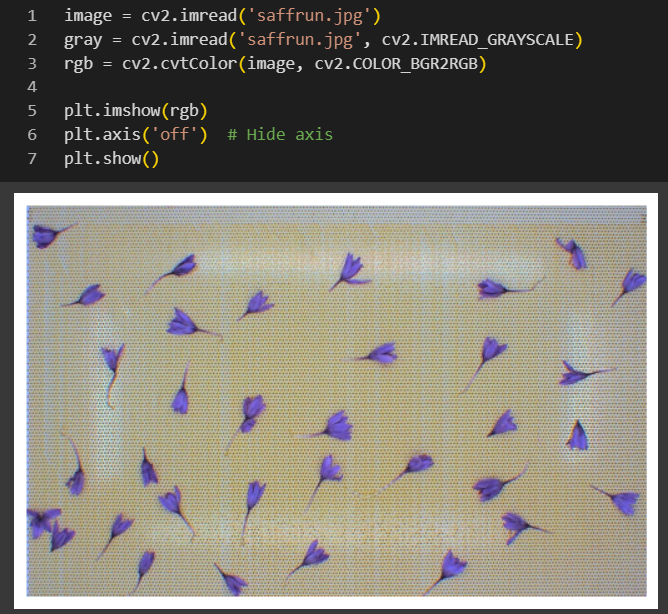 1 image = cv2.imread('saffrun.jpg')
2 gray = cv2.imread('saffrun.jpg', cv2.IMREAD_GRAYSCALE)
3 rgb = cv2.cvtColor(image, cv2.COLOR_BGR2RGB)
4
5 plt.imshow(rgb)
6 plt.axis('off')  # Hide axis
7 plt.show()